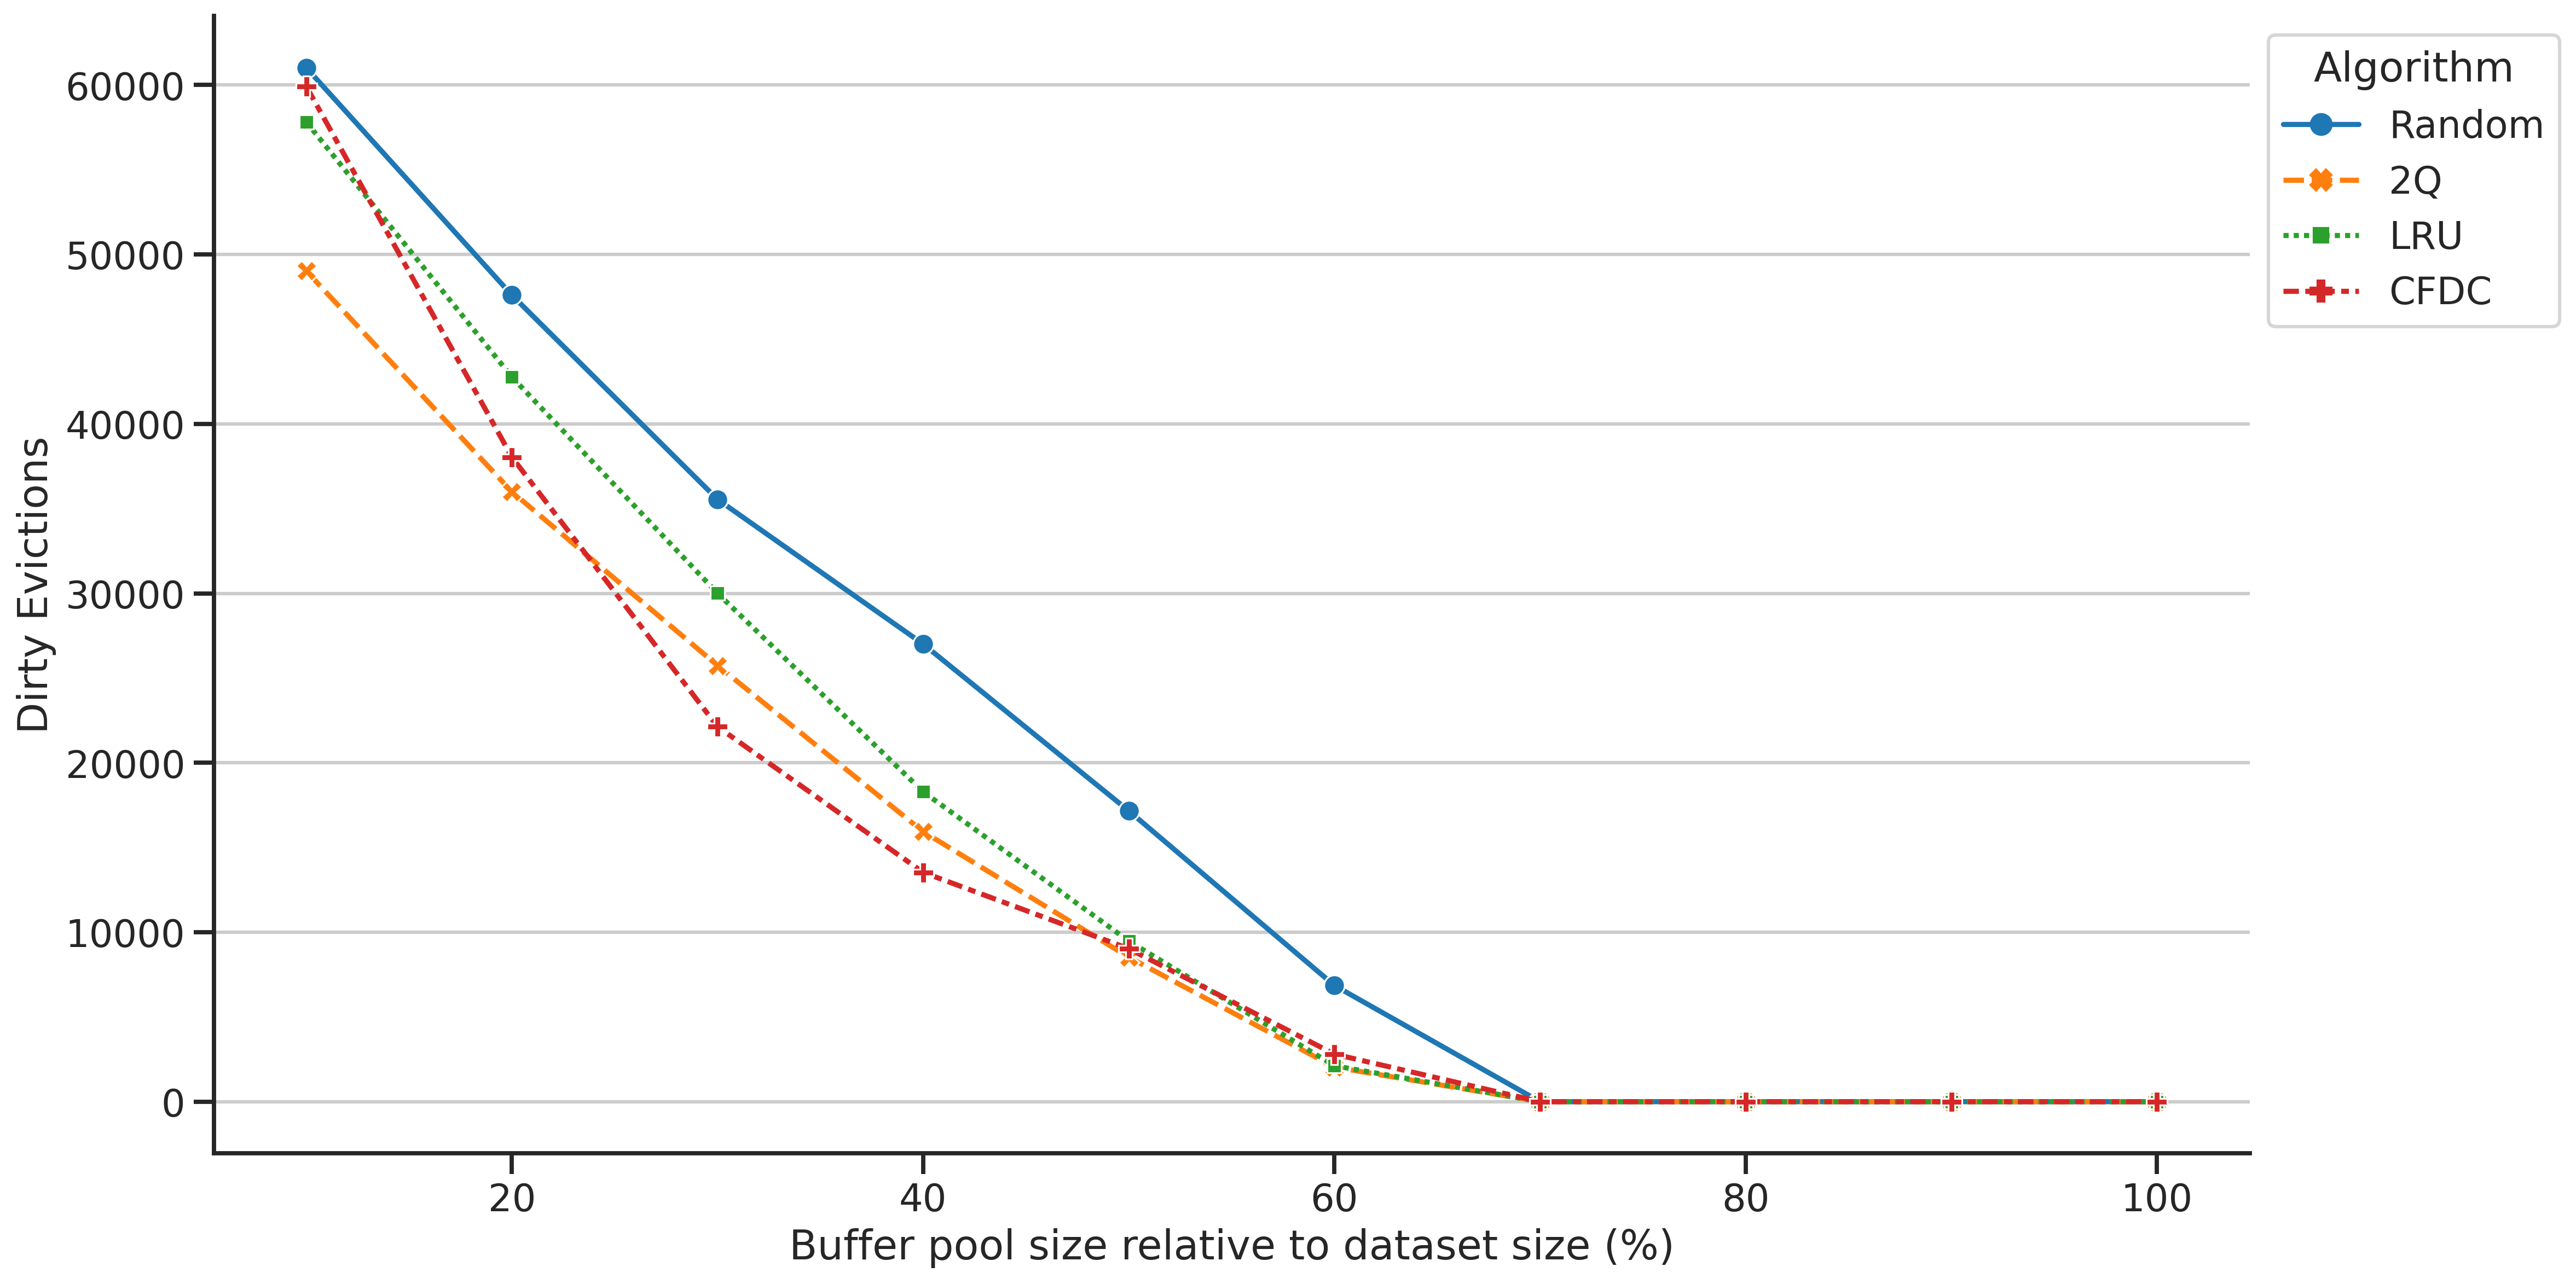 60000
50000
40000
30000
20000
10000
0
Dirty Evictions
20 40 60 80 100
Buffer pool size relative to dataset size (%)
Algorithm
Random
2Q
LRU
CFDC